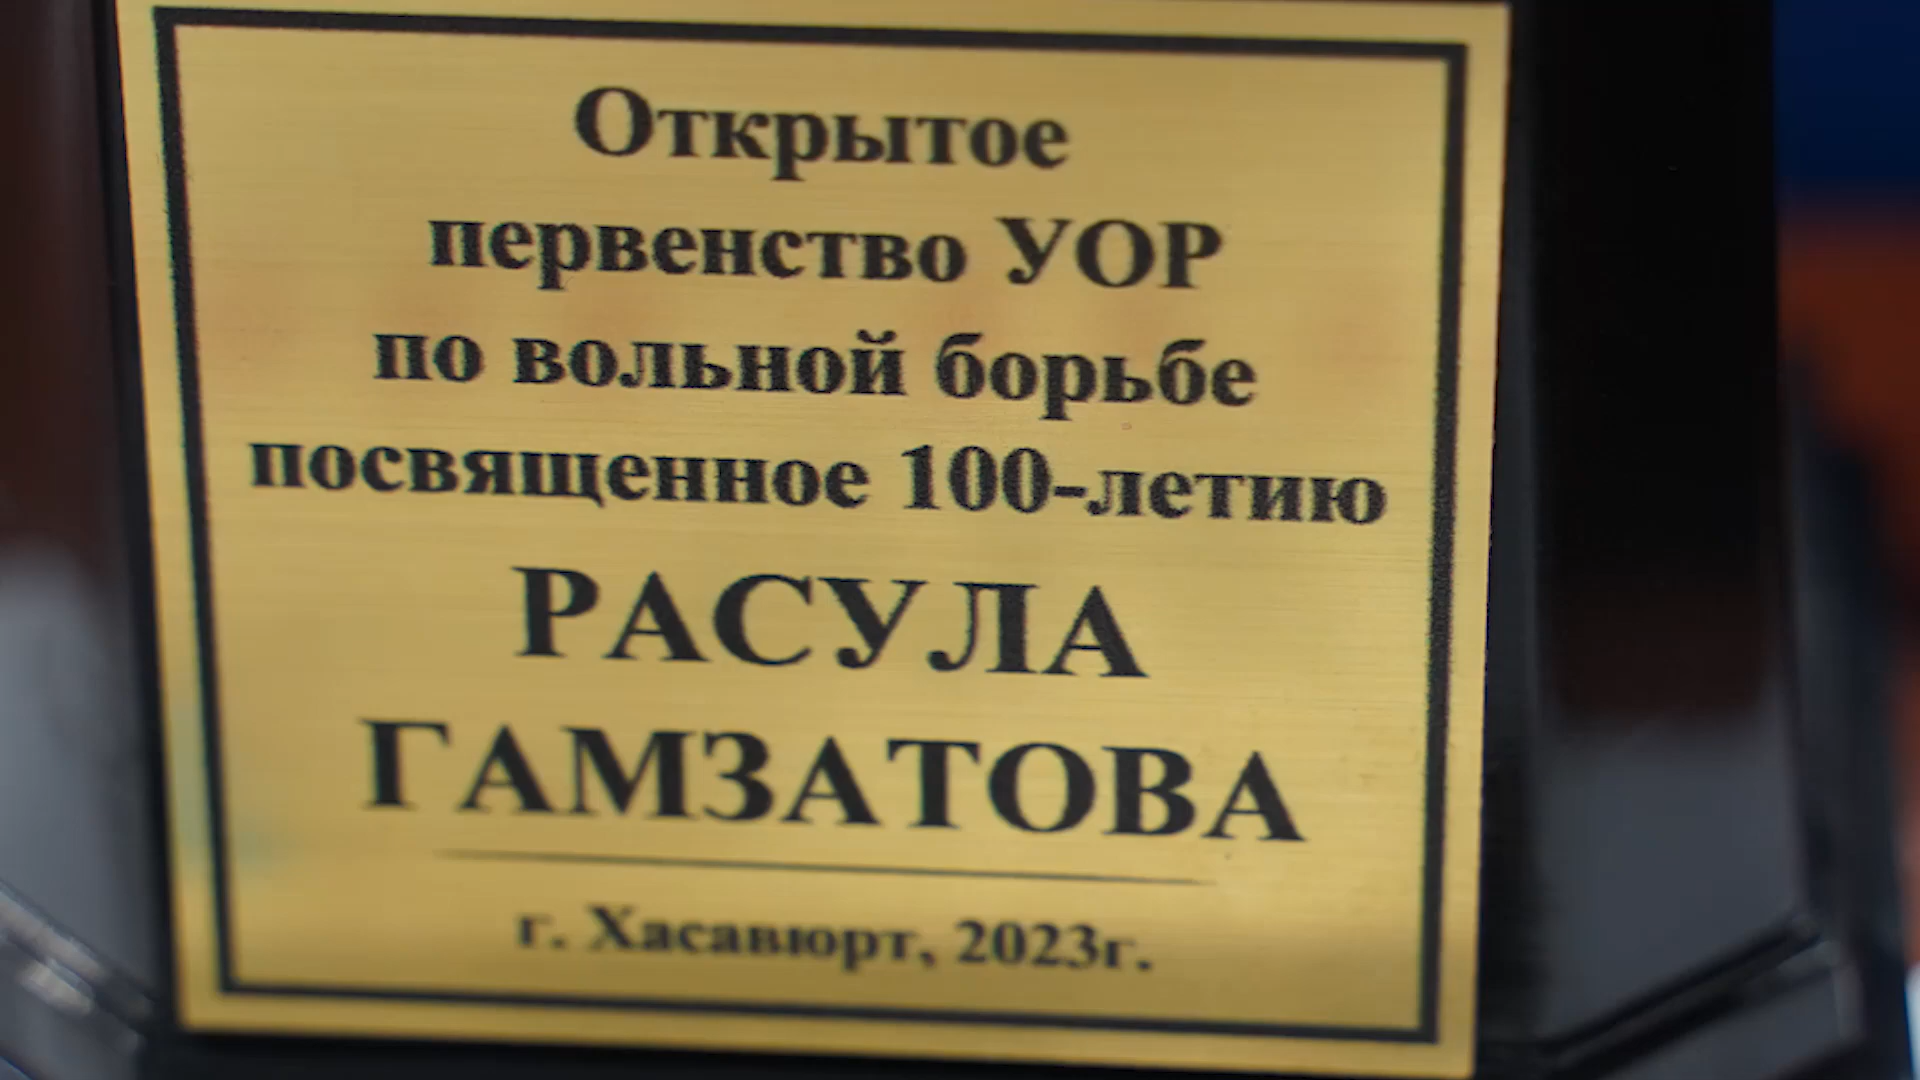 Открытое
первенство УОР
по вольной борьбе
посвященное 100-летию
РАСУЛА
ГАМЗАТОВА
г. Хасавюрт, 2023г.